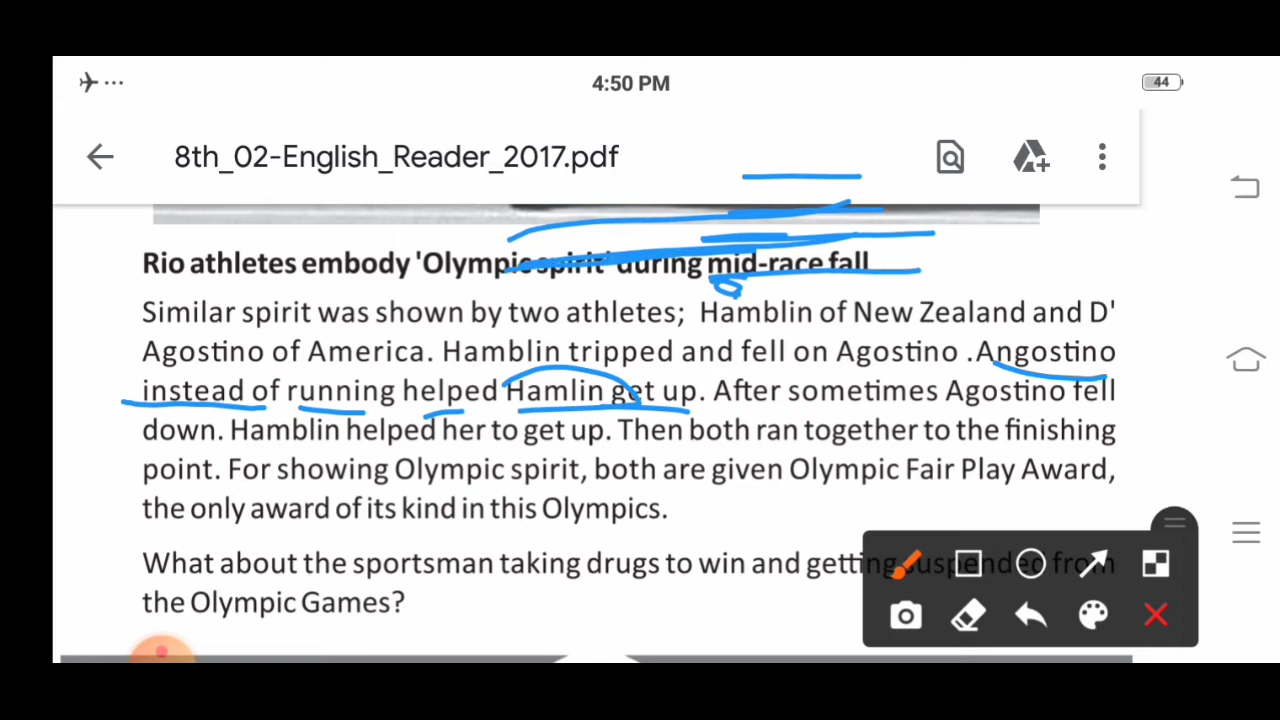 4:50 PM
44
8th_02-English_Reader_2017.pdf
Rio athletes embody 'Olympic spirit' during mid-race fall
Similar spirit was shown by two athletes; Hamblin of New Zealand and D'
Agostino of America. Hamblin tripped and fell on Agostino .Angostino
instead of running helped Hamlin get up. After sometimes Agostino fell
down. Hamblin helped her to get up. Then both ran together to the finishing
point. For showing Olympic spirit, both are given Olympic Fair Play Award,
the only award of its kind in this Olympics.
What about the sportsman taking drugs to win and getting suspended from
the Olympic Games?